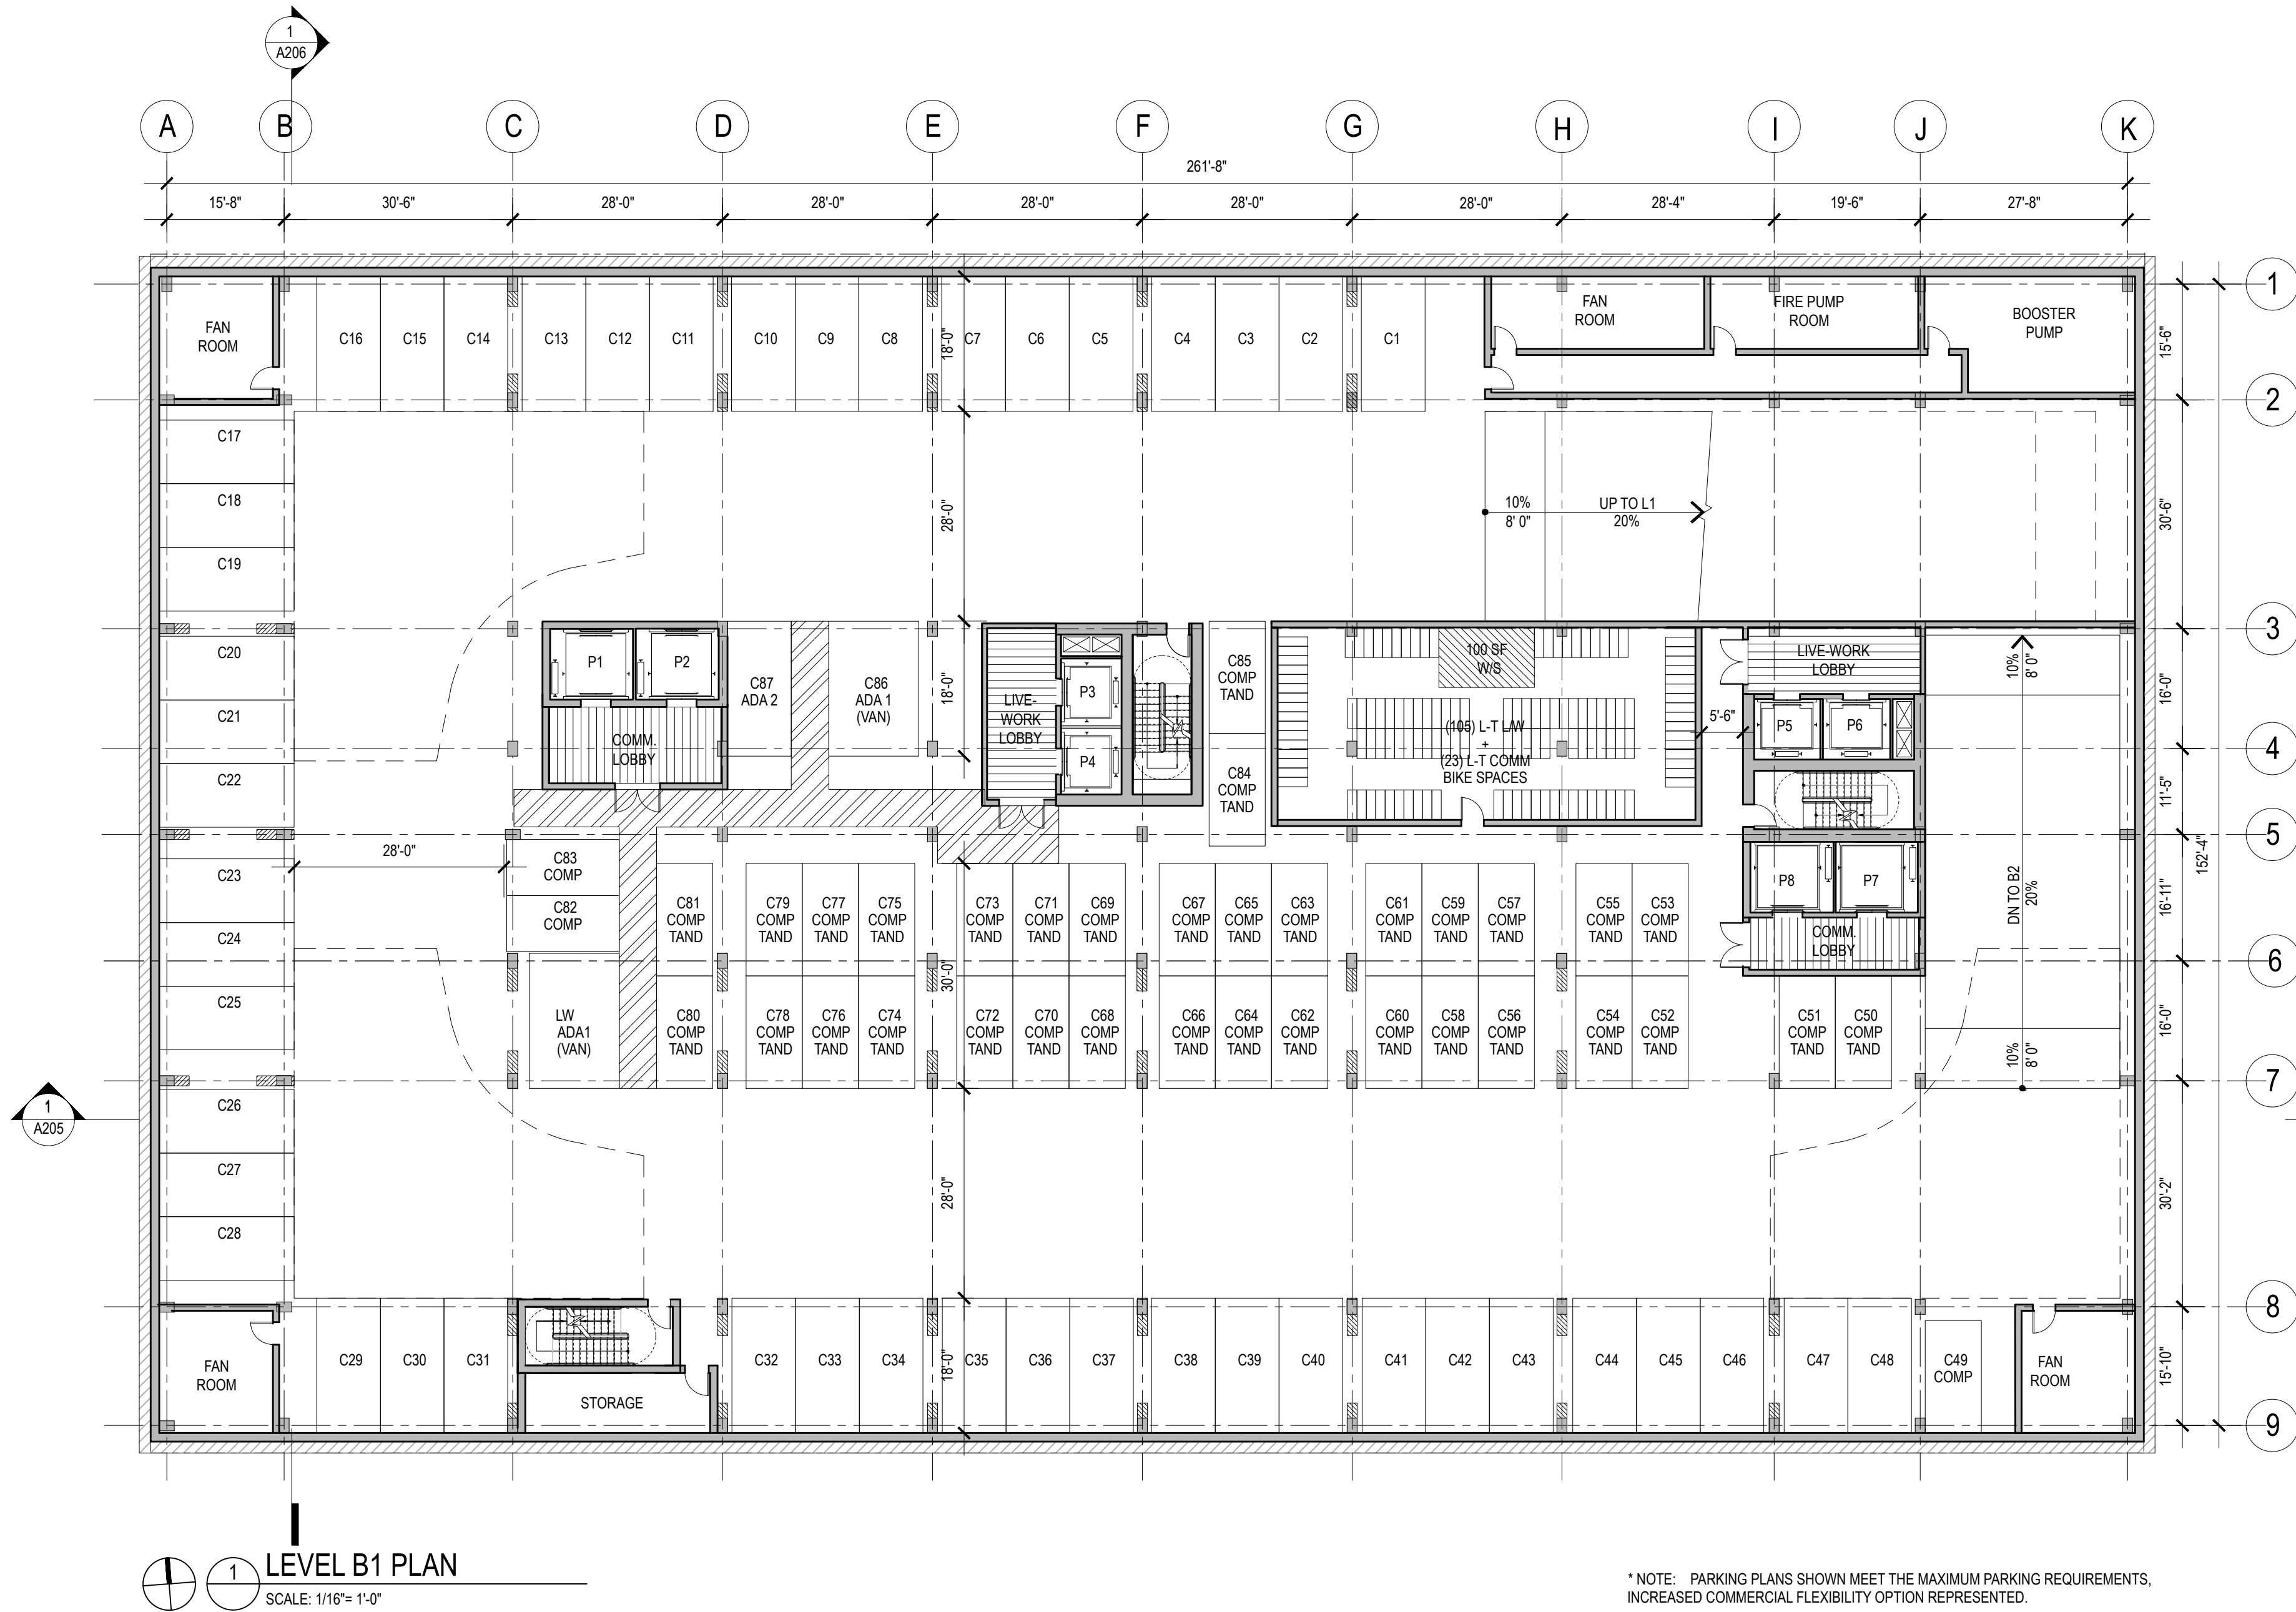 1
A206
A
B
C
D
E
F
G
H
I
J
K
261'-8"
15'-8"
30'-6"
28'-0"
28'-0"
28'-0"
28'-0"
28'-0"
28'-4"
19'-6"
27'-8"
1
FAN
ROOM
C16
C15
C14
C13
C12
C11
C10
C9
C8
18'-0"
C7
C6
C5
C4
C3
C2
C1
FAN
ROOM
FIRE PUMP
ROOM
BOOSTER
PUMP
15'-6"
2
C17
C18
C19
28'-0"
10%
8' 0"
UP TO L1
20%
30'-6"
3
C20
C21
C22
P1
P2
COMM.
LOBBY
C87
ADA 2
C86
ADA 1
(VAN)
18'-0"
LIVE-
WORK
LOBBY
P3
P4
C85
COMP
TAND
C84
COMP
TAND
100 SF
W/S
(105) L-T L/W
+
(23) L-T COMM
BIKE SPACES
5'-6"
LIVE-WORK
LOBBY
P5
P6
10%
8' 0"
16'-0"
4
11'-5"
5
152'-4"
28'-0"
C23
C24
C25
C83
COMP
C82
COMP
LW
ADA1
(VAN)
C81
COMP
TAND
C79
COMP
TAND
C77
COMP
TAND
C75
COMP
TAND
C73
COMP
TAND
C71
COMP
TAND
C69
COMP
TAND
C67
COMP
TAND
C65
COMP
TAND
C63
COMP
TAND
C61
COMP
TAND
C59
COMP
TAND
C57
COMP
TAND
C55
COMP
TAND
C53
COMP
TAND
P8
P7
COMM.
LOBBY
DN TO B2
20%
16'-11"
6
30'-0"
C80
COMP
TAND
C78
COMP
TAND
C76
COMP
TAND
C74
COMP
TAND
C72
COMP
TAND
C70
COMP
TAND
C68
COMP
TAND
C66
COMP
TAND
C64
COMP
TAND
C62
COMP
TAND
C60
COMP
TAND
C58
COMP
TAND
C56
COMP
TAND
C54
COMP
TAND
C52
COMP
TAND
C51
COMP
TAND
C50
COMP
TAND
10%
8' 0"
16'-0"
7
1
A205
C26
C27
C28
28'-0"
30'-2"
8
FAN
ROOM
C29
C30
C31
STORAGE
C32
C33
C34
18'-0"
C35
C36
C37
C38
C39
C40
C41
C42
C43
C44
C45
C46
C47
C48
C49
COMP
FAN
ROOM
15'-10"
9
1
LEVEL B1 PLAN
SCALE: 1/16"= 1'-0"
* NOTE: PARKING PLANS SHOWN MEET THE MAXIMUM PARKING REQUIREMENTS,
INCREASED COMMERCIAL FLEXIBILITY OPTION REPRESENTED.